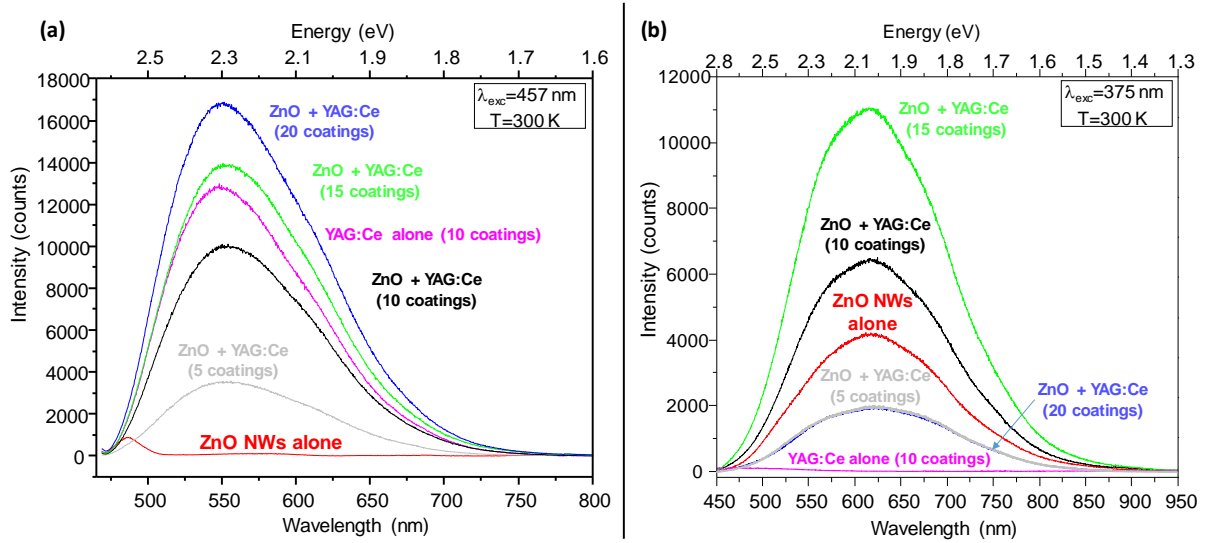 (a)
Energy (eV)
2.5 2.3 2.1 1.9 1.8 1.7 1.6
18000
16000
14000
12000
10000
8000
6000
4000
2000
0
Intensity (counts)
λexc=457 nm
T=300 K
ZnO + YAG:Ce
(20 coatings)
ZnO + YAG:Ce
(15 coatings)
YAG:Ce alone (10 coatings)
ZnO + YAG:Ce
(10 coatings)
ZnO + YAG:Ce
(5 coatings)
ZnO NWs alone
500 550 600 650 700 750 800
Wavelength (nm)
(b)
Energy (eV)
2.8 2.5 2.3 2.1 1.9 1.8 1.7 1.6 1.5 1.4 1.3
12000
10000
8000
6000
4000
2000
0
Intensity (counts)
λexc=375 nm
T=300 K
ZnO + YAG:Ce
(15 coatings)
ZnO + YAG:Ce
(10 coatings)
ZnO NWs
alone
ZnO + YAG:Ce
(5 coatings)
ZnO + YAG:Ce
(20 coatings)
YAG:Ce alone (10 coatings)
450 500 550 600 650 700 750 800 850 900 950
Wavelength (nm)